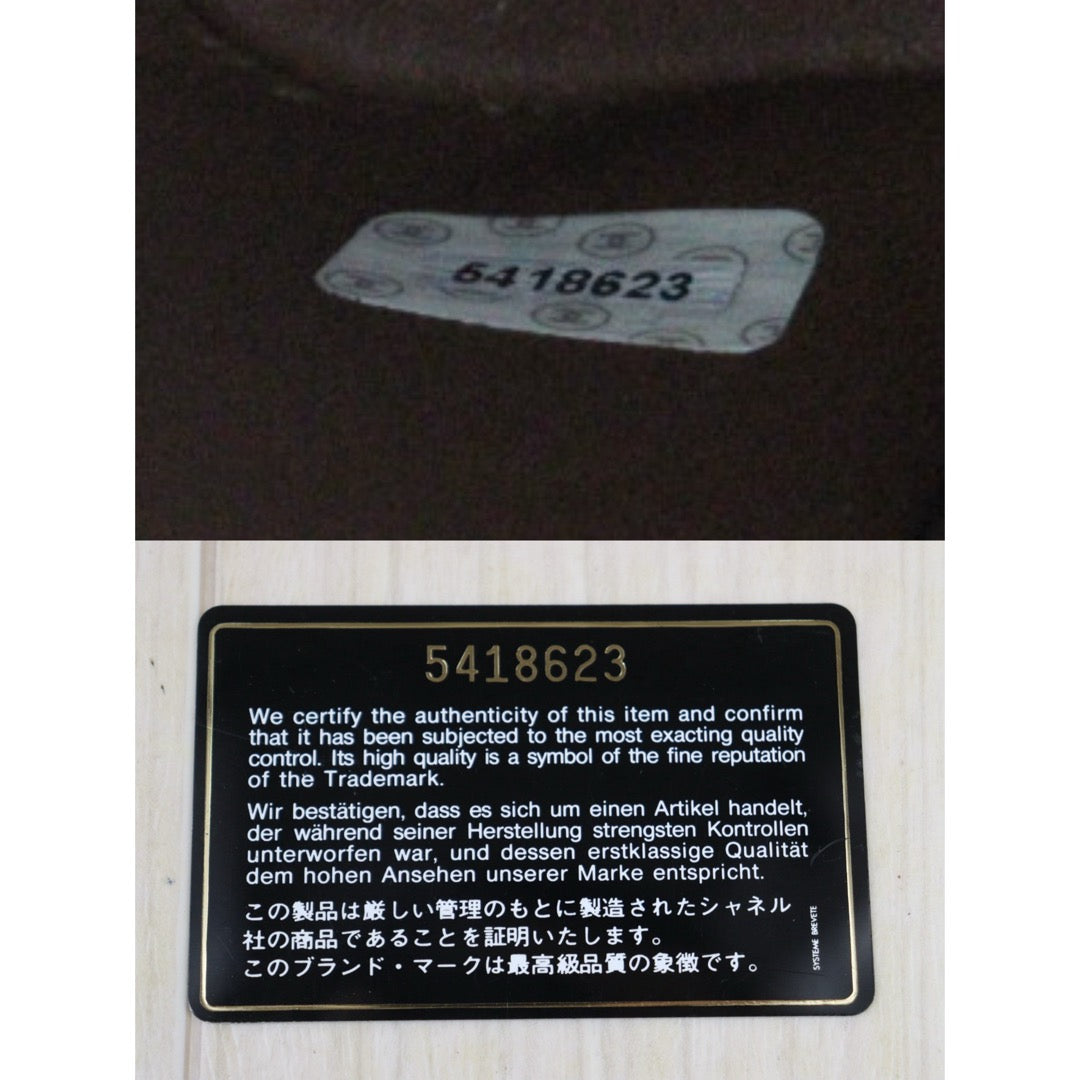 5418623
5418623
We certify the authenticity of this item and confirm
that it has been subjected to the most exacting quality
control. Its high quality is a symbol of the fine reputation
of the Trademark.
Wir bestätigen, dass es sich um einen Artikel handelt,
der während seiner Herstellung strengsten Kontrollen
unterworfen war, und dessen erstklassige Qualität
dem hohen Ansehen unserer Marke entspricht.
この製品は厳しい管理のもとに製造されたシャネル
社の商品であることを証明いたします。
このブランド・マークは最高級品質の象徴です。
SYSTEME BREVETE